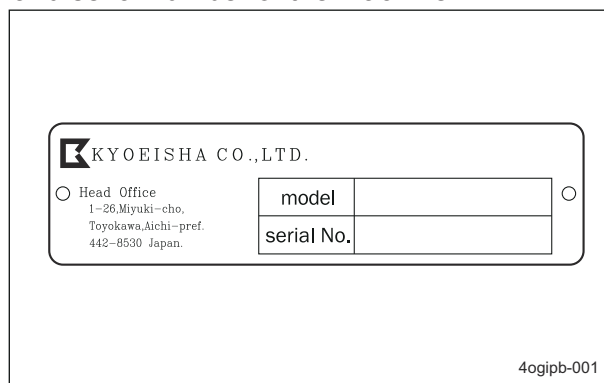 KYOEISHA CO.,LTD.
Head Office
1-26,Miyuki-cho,
Toyokawa,Aichi-pref.
442-8530 Japan.
model
serial No.
4ogipb-001